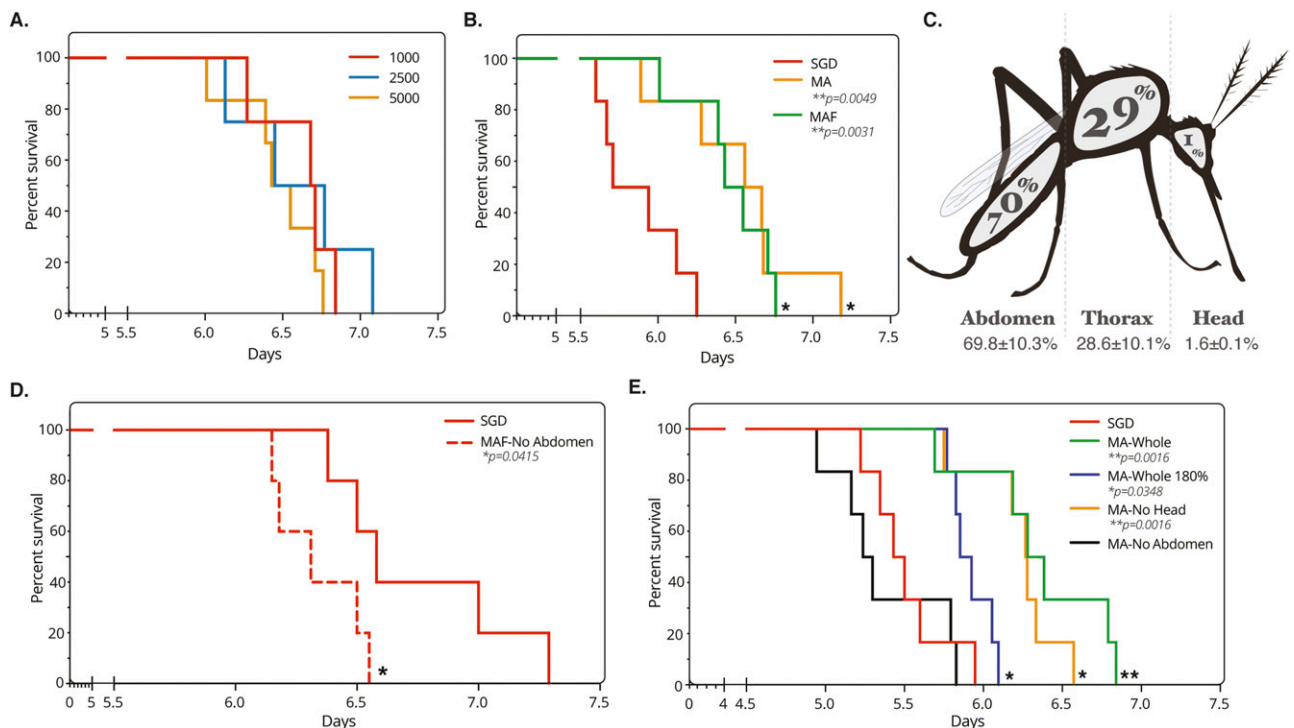 A.
100
80
60
40
20
0
Percent survival
5 5.5 6.0 6.5 7.0 7.5
Days
1000
2500
5000
B.
100
80
60
40
20
0
Percent survival
5 5.5 6.0 6.5 7.0 7.5
Days
SGD
MA
**p=0.0049
MAF
**p=0.0031
* *
C.
29%
1%
70%
Abdomen Thorax Head
69.8±10.3% 28.6±10.1% 1.6±0.1%
D.
100
80
60
40
20
0
Percent survival
0 5 5.5 6.0 6.5 7.0 7.5
Days
SGD
MAF-No Abdomen
*p=0.0415
*
E.
100
80
60
40
20
0
Percent survival
0 4 4.5 5.0 5.5 6.0 6.5 7.0 7.5
Days
SGD
MA-Whole
**p=0.0016
MA-Whole 180%
*p=0.0348
MA-No Head
**p=0.0016
MA-No Abdomen
* * **